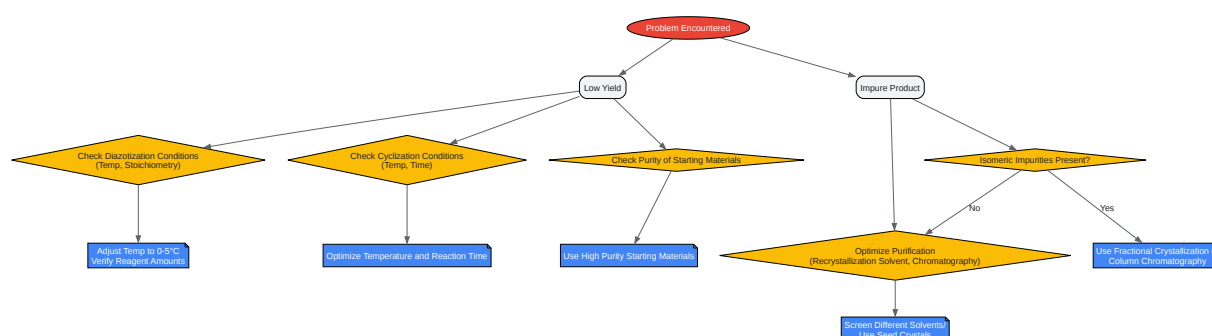 Problem Encountered
Low Yield
Impure Product
Check Diazotization Conditions
(Temp, Stoichiometry)
Check Cyclization Conditions
(Temp, Time)
Check Purity of Starting Materials
Isomeric Impurities Present?
No
Yes
Adjust Temp to 0-5°C
Verify Reagent Amounts
Optimize Temperature and Reaction Time
Use High Purity Starting Materials
Optimize Purification
(Recrystallization Solvent, Chromatography)
Use Fractional Crystallization
Column Chromatography
Screen Different Solvents/
Use Seed Crystals